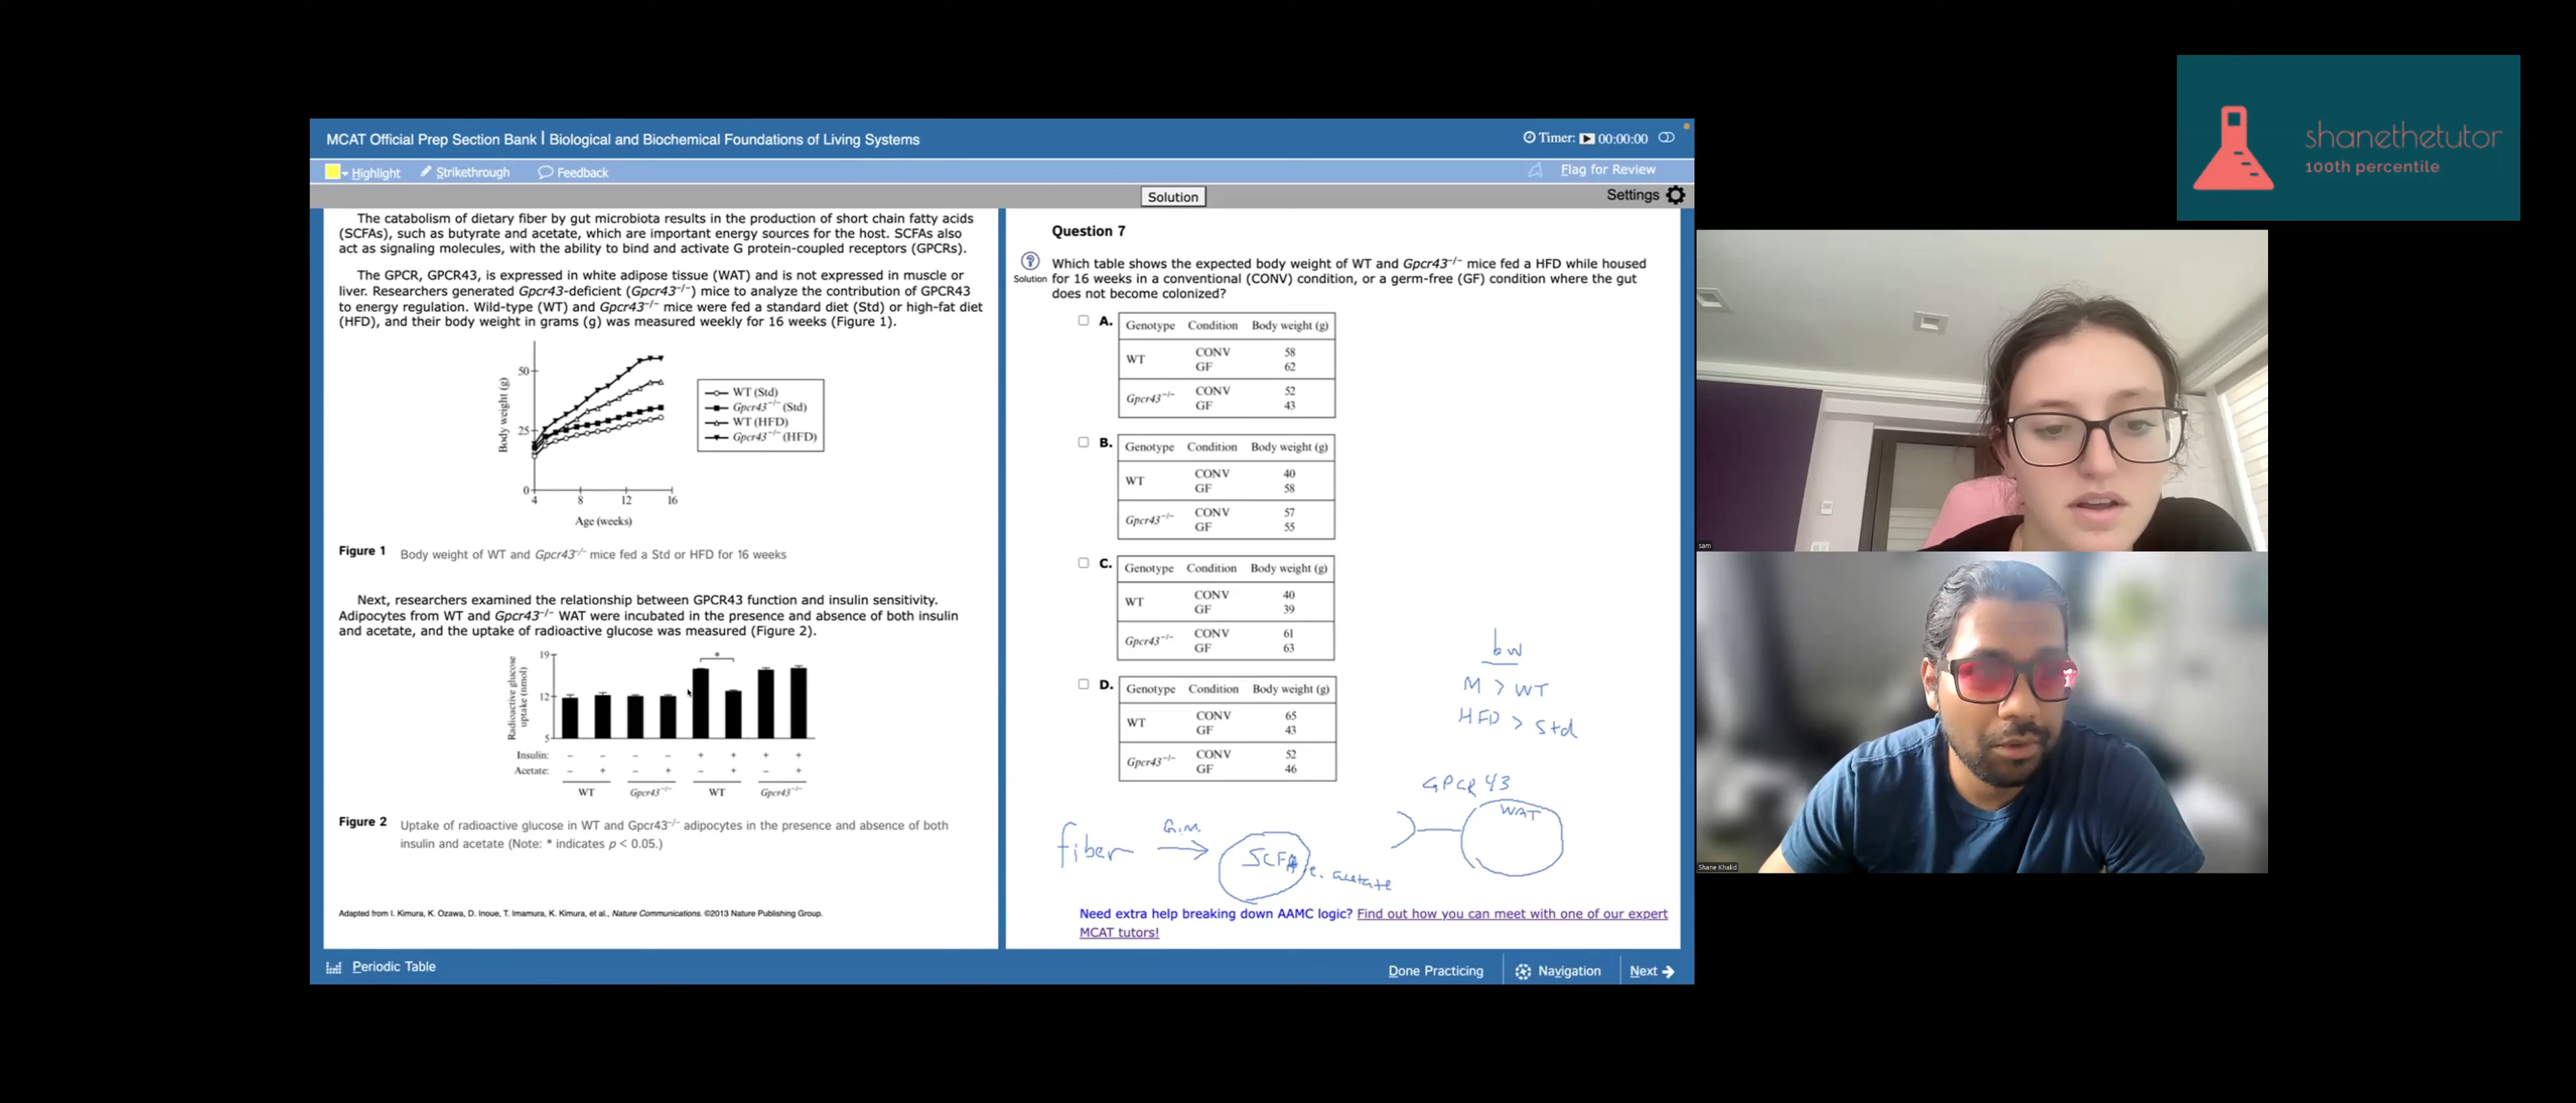 shanethetutor
100th percentile
MCAT Official Prep Section Bank | Biological and Biochemical Foundations of Living Systems
Timer: 00:00:00
Highlight
Strikethrough
Feedback
Flag for Review
Solution
Settings
The catabolism of dietary fiber by gut microbiota results in the production of short chain fatty acids
(SCFAs), such as butyrate and acetate, which are important energy sources for the host. SCFAs also
act as signaling molecules, with the ability to bind and activate G protein-coupled receptors (GPCRs).
The GPCR, GPCR43, is expressed in white adipose tissue (WAT) and is not expressed in muscle or
liver. Researchers generated Gpcr43-deficient (Gpcr43−/−) mice to analyze the contribution of GPCR43
to energy regulation. Wild-type (WT) and Gpcr43−/− mice were fed a standard diet (Std) or high-fat diet
(HFD), and their body weight in grams (g) was measured weekly for 16 weeks (Figure 1).
Body weight (g)
50
25
0
4 8 12 16
Age (weeks)
WT (Std)
Gpcr43−/− (Std)
WT (HFD)
Gpcr43−/− (HFD)
Figure 1 Body weight of WT and Gpcr43−/− mice fed a Std or HFD for 16 weeks
Next, researchers examined the relationship between GPCR43 function and insulin sensitivity.
Adipocytes from WT and Gpcr43−/− WAT were incubated in the presence and absence of both insulin
and acetate, and the uptake of radioactive glucose was measured (Figure 2).
Radioactive glucose
uptake (nmol)
19
12
5
*
Insulin: − − − − + + + +
Acetate: − + − + − + − +
WT Gpcr43−/− WT Gpcr43−/−
Figure 2 Uptake of radioactive glucose in WT and Gpcr43−/− adipocytes in the presence and absence of both
insulin and acetate (Note: * indicates p < 0.05.)
Adapted from I. Kimura, K. Ozawa, D. Inoue, T. Imamura, K. Kimura, et al., Nature Communications. ©2013 Nature Publishing Group.
Question 7
Solution
Which table shows the expected body weight of WT and Gpcr43−/− mice fed a HFD while housed
for 16 weeks in a conventional (CONV) condition, or a germ-free (GF) condition where the gut
does not become colonized?
A.
Genotype Condition Body weight (g)
WT CONV 58
GF 62
Gpcr43−/− CONV 52
GF 43
B.
Genotype Condition Body weight (g)
WT CONV 40
GF 58
Gpcr43−/− CONV 57
GF 55
C.
Genotype Condition Body weight (g)
WT CONV 40
GF 39
Gpcr43−/− CONV 61
GF 63
D.
Genotype Condition Body weight (g)
WT CONV 65
GF 43
Gpcr43−/− CONV 52
GF 46
bw
M > WT
HFD > Std
GPCR 43
WAT
fiber
G.M
SCFA
i.e. acetate
Need extra help breaking down AAMC logic? Find out how you can meet with one of our expert
MCAT tutors!
Periodic Table
Done Practicing
Navigation
Next
sam
Shane Khalid